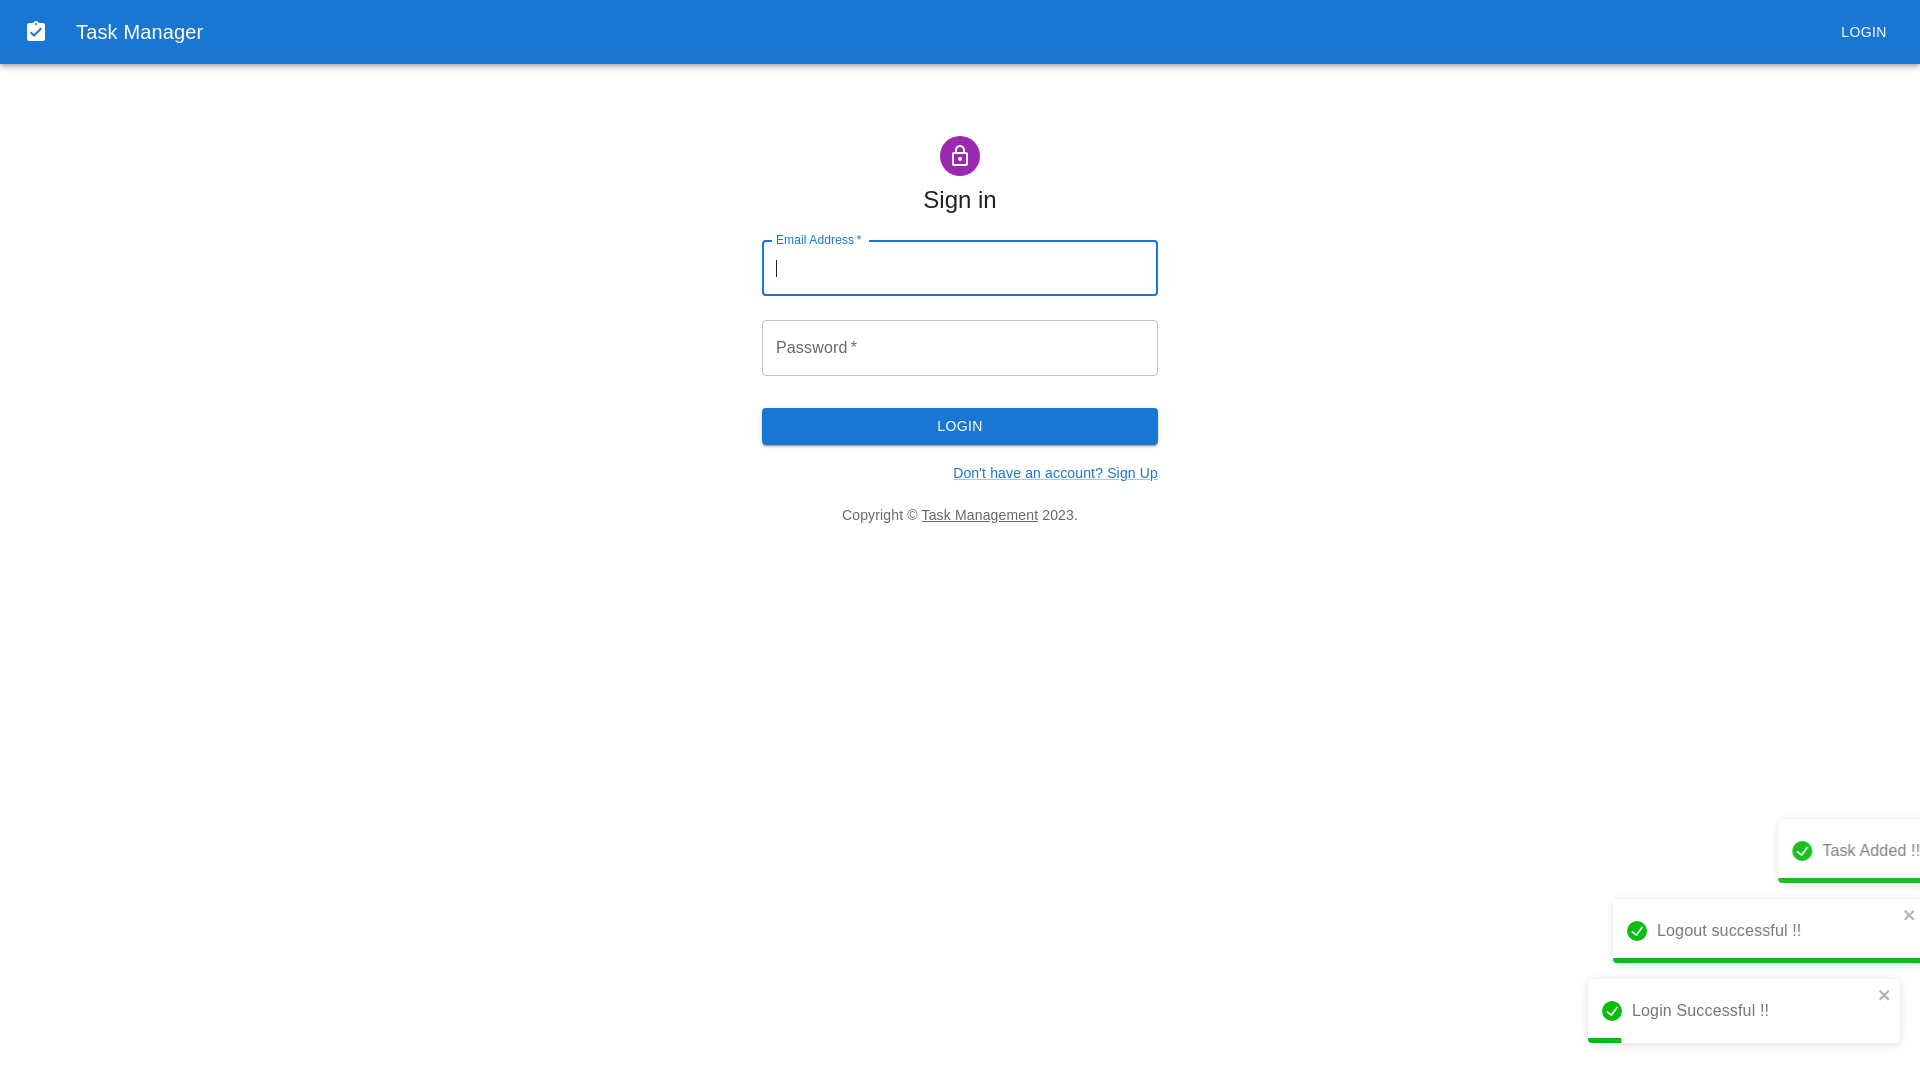 Task Manager
LOGIN
Sign in
Email Address *
Password *
LOGIN
Don't have an account? Sign Up
Copyright © Task Management 2023.
Task Added !!
Logout successful !!
Login Successful !!